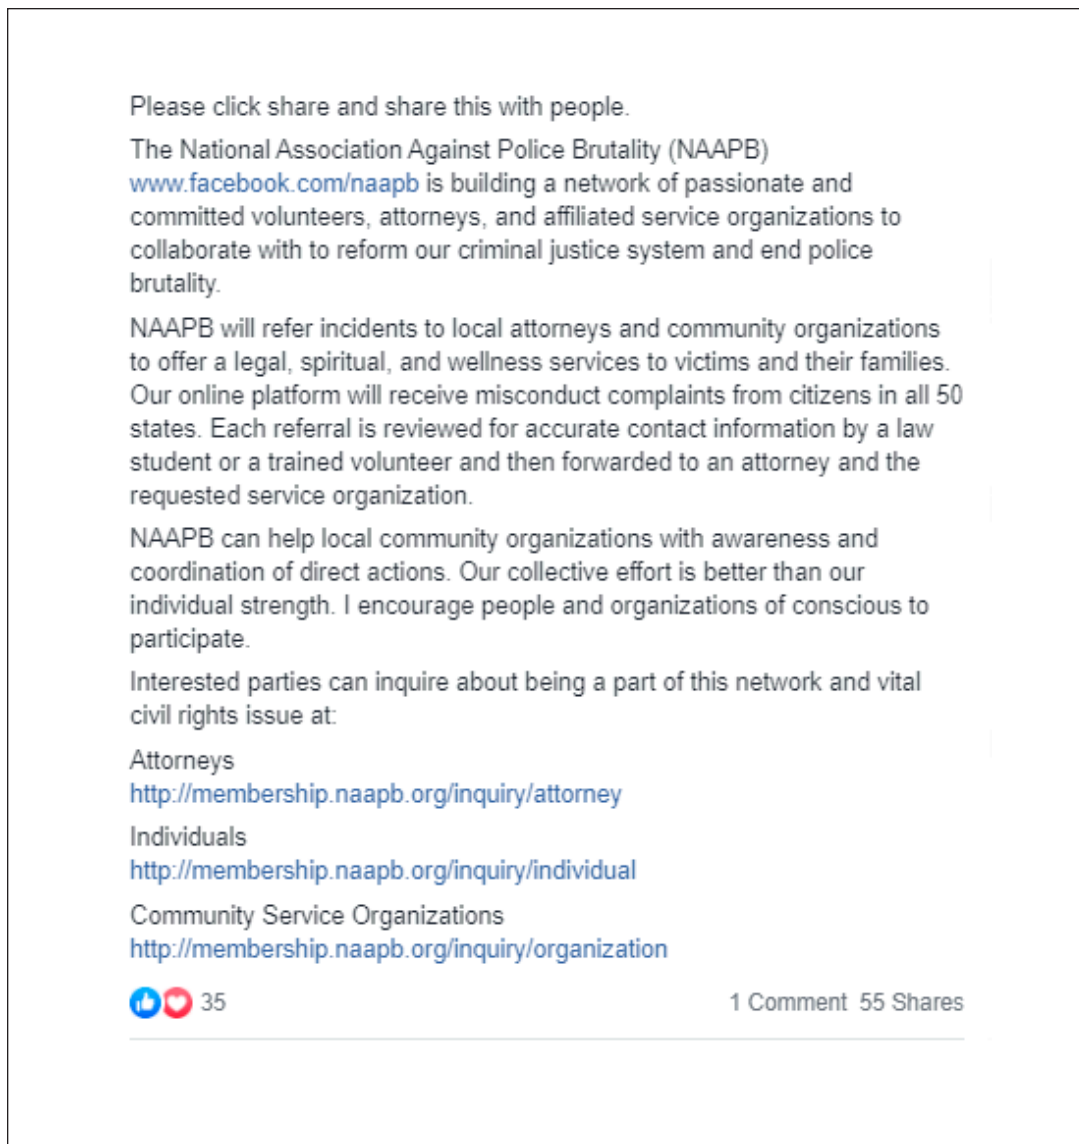 Please click share and share this with people.
The National Association Against Police Brutality (NAAPB)
www.facebook.com/naapb is building a network of passionate and
committed volunteers, attorneys, and affiliated service organizations to
collaborate with to reform our criminal justice system and end police
brutality.
NAAPB will refer incidents to local attorneys and community organizations
to offer a legal, spiritual, and wellness services to victims and their families.
Our online platform will receive misconduct complaints from citizens in all 50
states. Each referral is reviewed for accurate contact information by a law
student or a trained volunteer and then forwarded to an attorney and the
requested service organization.
NAAPB can help local community organizations with awareness and
coordination of direct actions. Our collective effort is better than our
individual strength. I encourage people and organizations of conscious to
participate.
Interested parties can inquire about being a part of this network and vital
civil rights issue at:
Attorneys
http://membership.naapb.org/inquiry/attorney
Individuals
http://membership.naapb.org/inquiry/individual
Community Service Organizations
http://membership.naapb.org/inquiry/organization
35 1 Comment 55 Shares